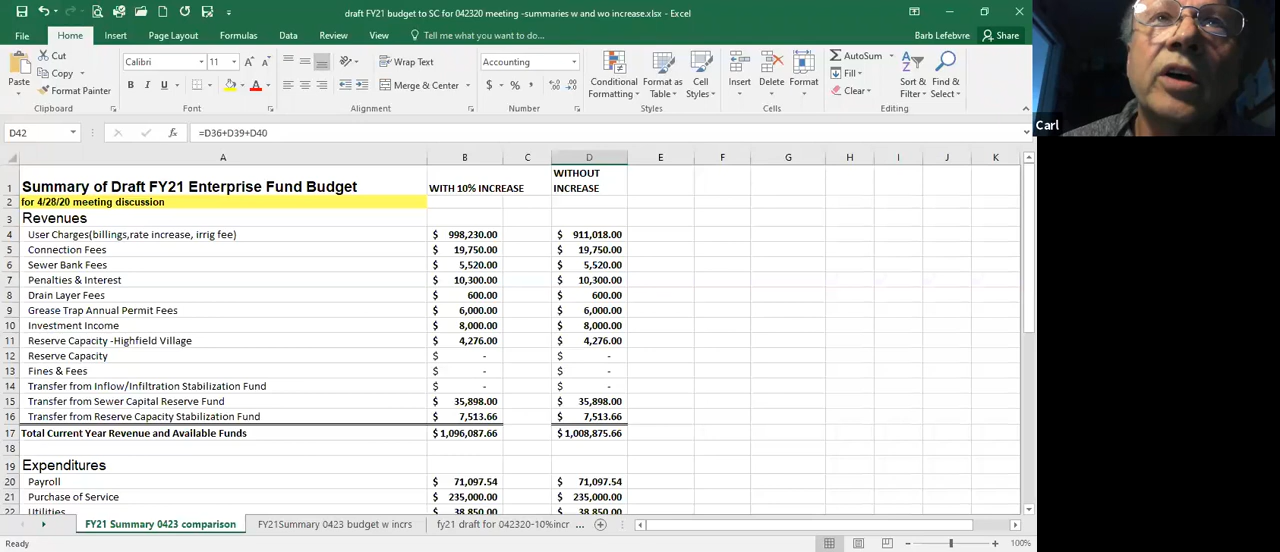 draft FY21 budget to SC for 042320 meeting -summaries w and wo increase.xlsx - Excel
File Home Insert Page Layout Formulas Data Review View Tell me what you want to do... Barb Lefebvre Share
Cut Calibri 11 Wrap Text Accounting AutoSum
Copy Fill
Paste Format Painter B I U Merge & Center $ % Conditional Formatting Format as Table Cell Styles Insert Delete Format Clear Sort & Filter Find & Select
Clipboard Font Alignment Number Styles Cells Editing
Carl
D42 fx =D36+D39+D40
A B C D E F G H I J K
1 Summary of Draft FY21 Enterprise Fund Budget WITH 10% INCREASE WITHOUT INCREASE
2 for 4/28/20 meeting discussion
3 Revenues
4 User Charges(billings,rate increase, irrig fee) $ 998,230.00 $ 911,018.00
5 Connection Fees $ 19,750.00 $ 19,750.00
6 Sewer Bank Fees $ 5,520.00 $ 5,520.00
7 Penalties & Interest $ 10,300.00 $ 10,300.00
8 Drain Layer Fees $ 600.00 $ 600.00
9 Grease Trap Annual Permit Fees $ 6,000.00 $ 6,000.00
10 Investment Income $ 8,000.00 $ 8,000.00
11 Reserve Capacity -Highfield Village $ 4,276.00 $ 4,276.00
12 Reserve Capacity $ - $ -
13 Fines & Fees $ - $ -
14 Transfer from Inflow/Infiltration Stabilization Fund $ - $ -
15 Transfer from Sewer Capital Reserve Fund $ 35,898.00 $ 35,898.00
16 Transfer from Reserve Capacity Stabilization Fund $ 7,513.66 $ 7,513.66
17 Total Current Year Revenue and Available Funds $ 1,096,087.66 $ 1,008,875.66
18
19 Expenditures
20 Payroll $ 71,097.54 $ 71,097.54
21 Purchase of Service $ 235,000.00 $ 235,000.00
22 Utilities $ 38,850.00 $ 38,850.00
FY21 Summary 0423 comparison FY21Summary 0423 budget w incrs fy21 draft for 042320-10%incr ...
Ready 100%